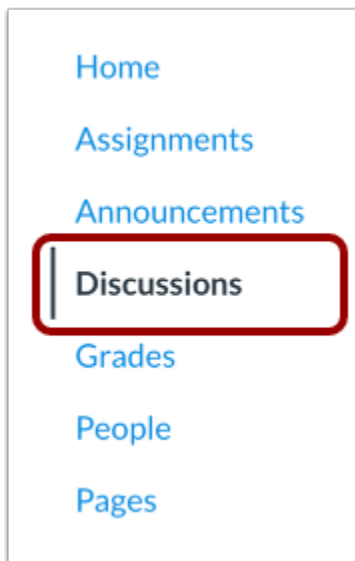 Home
Assignments
Announcements
Discussions
Grades
People
Pages